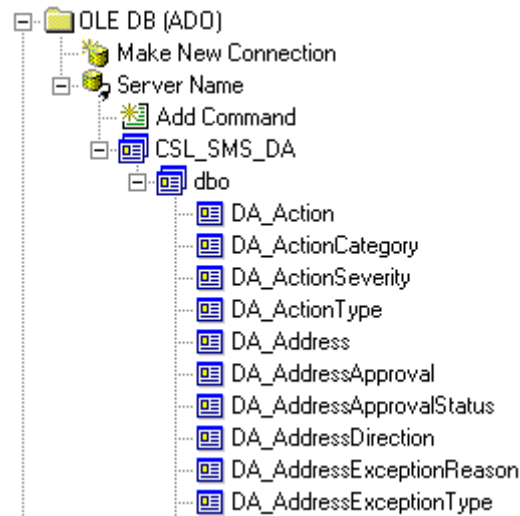 OLE DB (ADO)
Make New Connection
Server Name
Add Command
CSL_SMS_DA
dbo
DA_Action
DA_ActionCategory
DA_ActionSeverity
DA_ActionType
DA_Address
DA_AddressApproval
DA_AddressApprovalStatus
DA_AddressDirection
DA_AddressExceptionReason
DA_AddressExceptionType